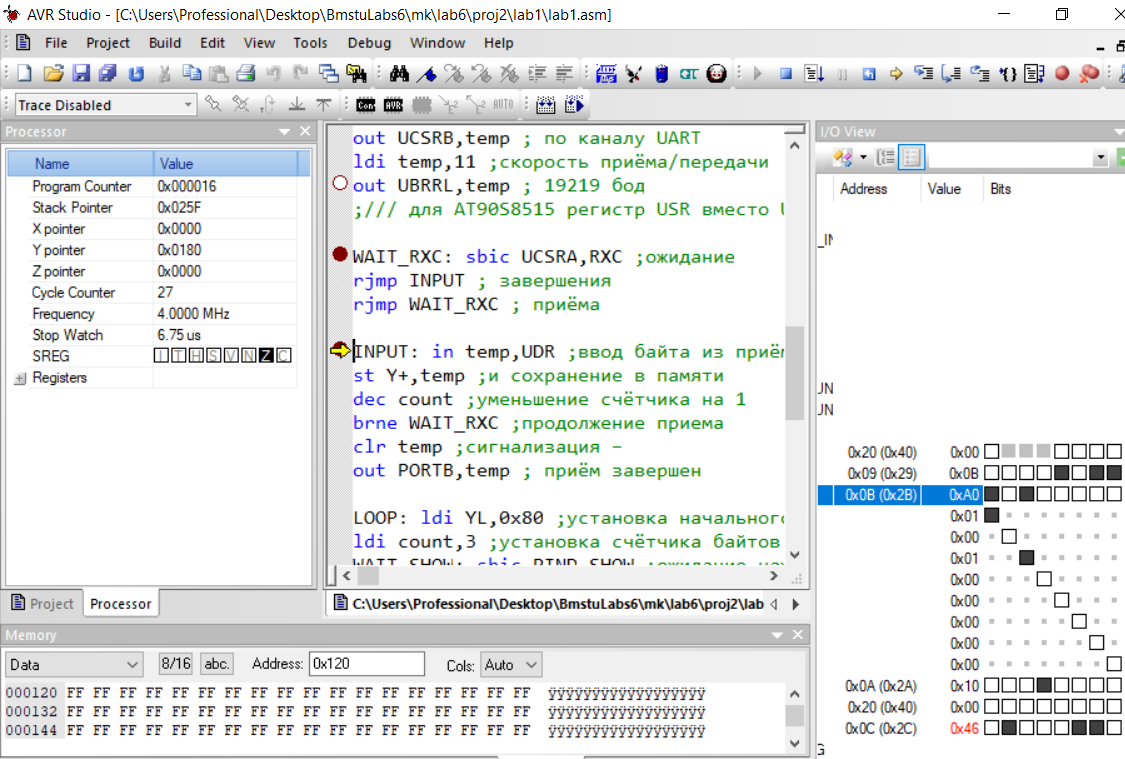 AVR Studio - [C:\Users\Professional\Desktop\BmstuLabs6\mk\lab6\proj2\lab1\lab1.asm]
File Project Build Edit View Tools Debug Window Help
Trace Disabled
Con AVR AUTO
Processor
Name Value
Program Counter 0x000016
Stack Pointer 0x025F
X pointer 0x0000
Y pointer 0x0180
Z pointer 0x0000
Cycle Counter 27
Frequency 4.0000 MHz
Stop Watch 6.75 us
SREG I T H S V N Z C
Registers
Project Processor
out UCSRB,temp ; по каналу UART
ldi temp,11 ;скорость приёма/передачи
out UBRRL,temp ; 19219 бод
;/// для AT90S8515 регистр USR вместо
WAIT_RXC: sbic UCSRA,RXC ;ожидание
rjmp INPUT ; завершения
rjmp WAIT_RXC ; приёма
INPUT: in temp,UDR ;ввод байта из приём
st Y+,temp ;и сохранение в памяти
dec count ;уменьшение счётчика на 1
brne WAIT_RXC ;продолжение приема
clr temp ;сигнализация –
out PORTB,temp ; приём завершен
LOOP: ldi YL,0x80 ;установка начального
ldi count,3 ;установка счётчика байтов
WAIT_SHOW: sbic PIND,SHOW
C:\Users\Professional\Desktop\BmstuLabs6\mk\lab6\proj2\lab
I/O View
Address Value Bits
_IN
UN
UN
0x20 (0x40) 0x00
0x09 (0x29) 0x0B
0x0B (0x2B) 0xA0
0x01
0x00
0x01
0x00
0x00
0x00
0x00
0x00
0x0A (0x2A) 0x10
0x20 (0x40) 0x00
0x0C (0x2C) 0x46
G
Memory
Data 8/16 abc. Address: 0x120 Cols: Auto
000120 FF FF FF FF FF FF FF FF FF FF FF FF FF FF FF FF FF FF ÿÿÿÿÿÿÿÿÿÿÿÿÿÿÿÿÿÿ
000132 FF FF FF FF FF FF FF FF FF FF FF FF FF FF FF FF FF FF ÿÿÿÿÿÿÿÿÿÿÿÿÿÿÿÿÿÿ
000144 FF FF FF FF FF FF FF FF FF FF FF FF FF FF FF FF FF FF ÿÿÿÿÿÿÿÿÿÿÿÿÿÿÿÿÿÿ